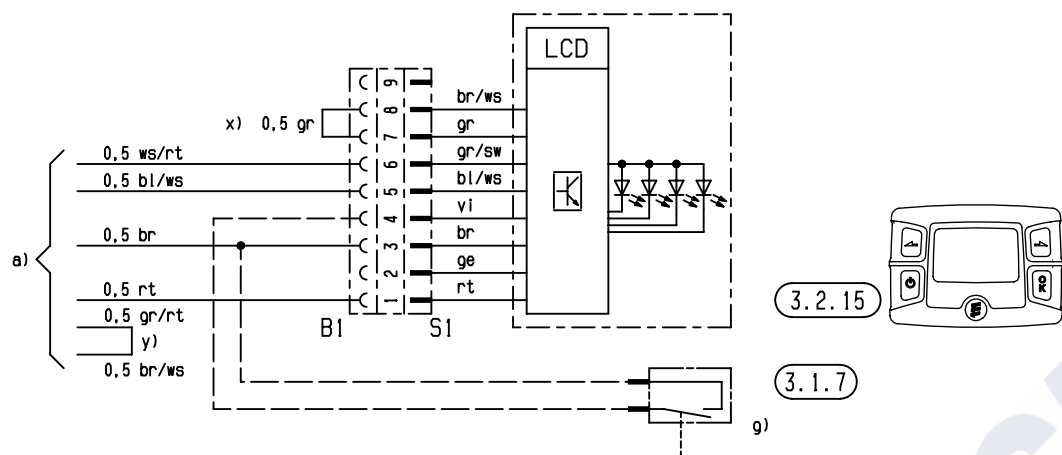 LCD
9
8
7
6
5
4
3
2
1
br/ws
gr
gr/sw
bl/ws
vi
br
ge
rt
x) 0,5 gr
0,5 ws/rt
0,5 bl/ws
a)
0,5 br
0,5 rt
0,5 gr/rt
y)
0,5 br/ws
B1
S1
3.2.15
OK
3.1.7
g)